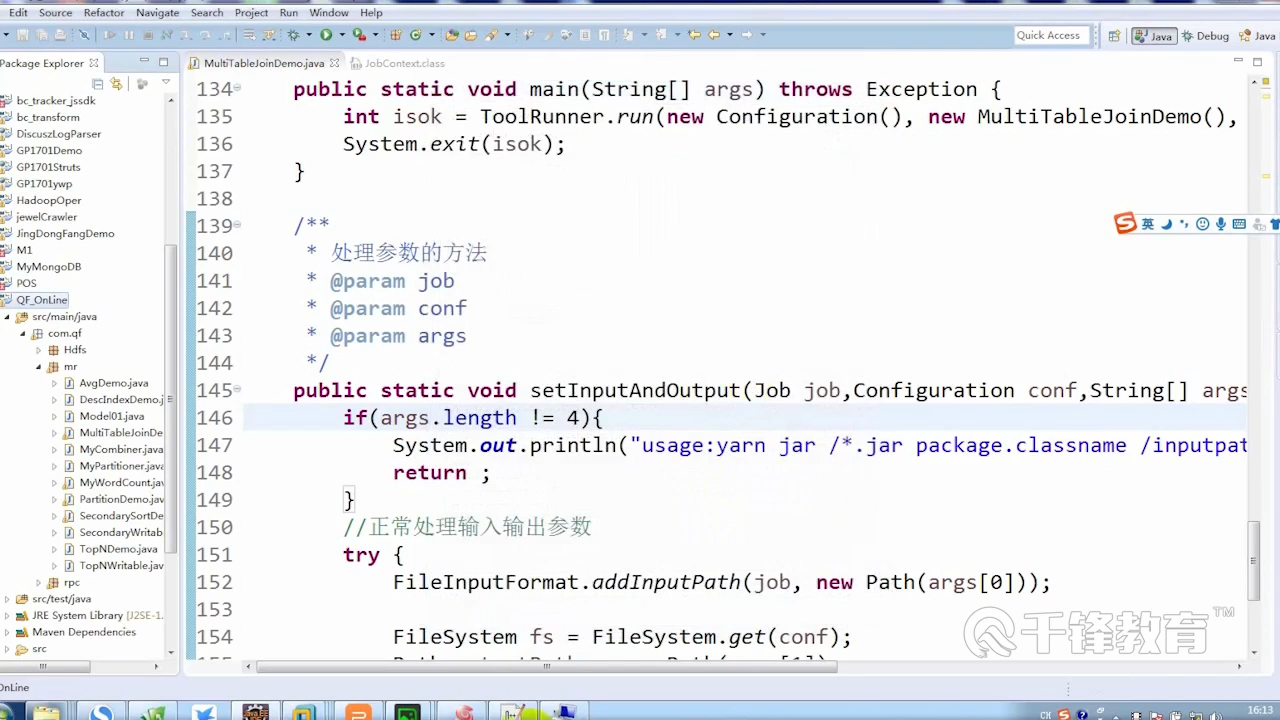 Edit Source Refactor Navigate Search Project Run Window Help
Quick Access Java Debug Java
Package Explorer
MultiTableJoinDemo.java JobContext.class
bc_tracker_jssdk
bc_transform
DiscuszLogParser
GP1701Demo
GP1701Struts
GP1701ywp
HadoopOper
jewelCrawler
JingDongFangDemo
M1
MyMongoDB
POS
QF_OnLine
src/main/java
com.qf
Hdfs
mr
AvgDemo.java
DescIndexDemo.j
Model01.java
MultiTableJoinDe
MyCombiner.java
MyPartitioner.java
MyWordCount.java
PartitionDemo.jav
SecondarySortDe
SecondaryWritab
TopNDemo.java
TopNWritable.jav
rpc
src/test/java
JRE System Library [J2SE-1.
Maven Dependencies
src
134 public static void main(String[] args) throws Exception {
135 int isok = ToolRunner.run(new Configuration(), new MultiTableJoinDemo(),
136 System.exit(isok);
137 }
138
139 /**
140 * 处理参数的方法
141 * @param job
142 * @param conf
143 * @param args
144 */
145 public static void setInputAndOutput(Job job,Configuration conf,String[] args
146 if(args.length != 4){
147 System.out.println("usage:yarn jar /*.jar package.classname /inputpat
148 return ;
149 }
150 //正常处理输入输出参数
151 try {
152 FileInputFormat.addInputPath(job, new Path(args[0]));
153
154 FileSystem fs = FileSystem.get(conf);
英
千锋教育™
OnLine
CH
16:13